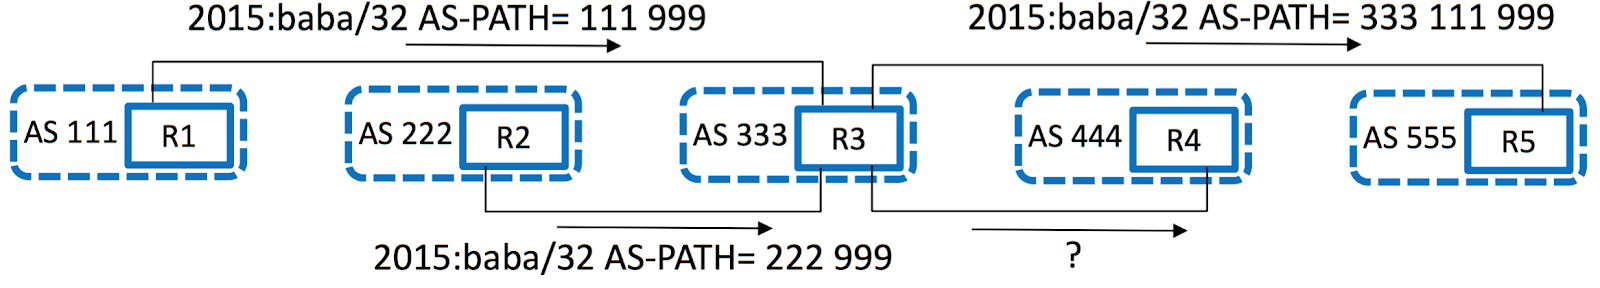 2015:baba/32 AS-PATH= 111 999
2015:baba/32 AS-PATH= 333 111 999
AS 111
R1
AS 222
R2
AS 333
R3
AS 444
R4
AS 555
R5
2015:baba/32 AS-PATH= 222 999
?